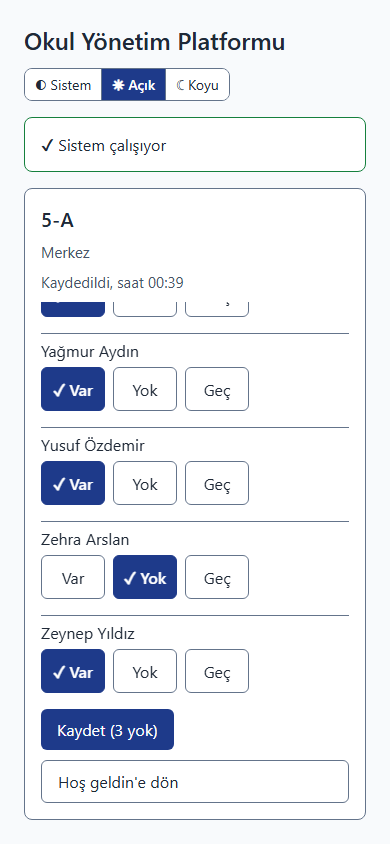 Okul Yönetim Platformu
◐ Sistem ☀ Açık ☾ Koyu
✓ Sistem çalışıyor
5-A
Merkez
Kaydedildi, saat 00:39
Geç
Yağmur Aydın
✓ Var Yok Geç
Yusuf Özdemir
✓ Var Yok Geç
Zehra Arslan
Var ✓ Yok Geç
Zeynep Yıldız
✓ Var Yok Geç
Kaydet (3 yok)
Hoş geldin'e dön